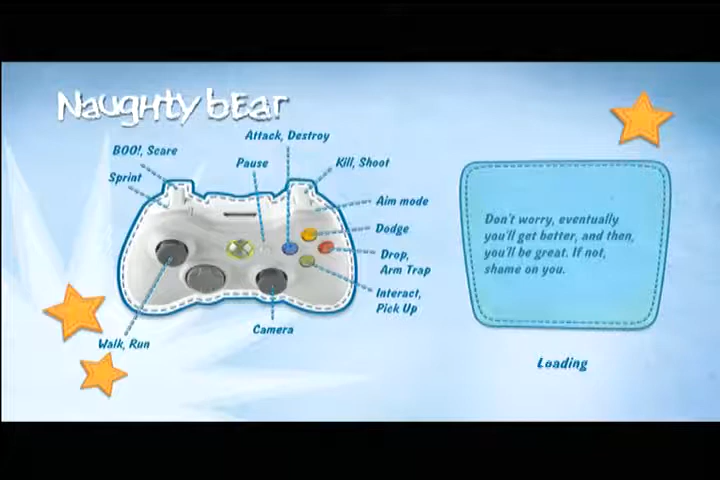 Naughty bEar
Attack, Destroy
BOO!, Scare
Pause
Kill, Shoot
Sprint
Aim mode
Dodge
Drop,
Arm Trap
Interact,
Pick Up
Camera
Walk, Run
Don't worry, eventually
you'll get better, and then,
you'll be great. If not,
shame on you.
Loading